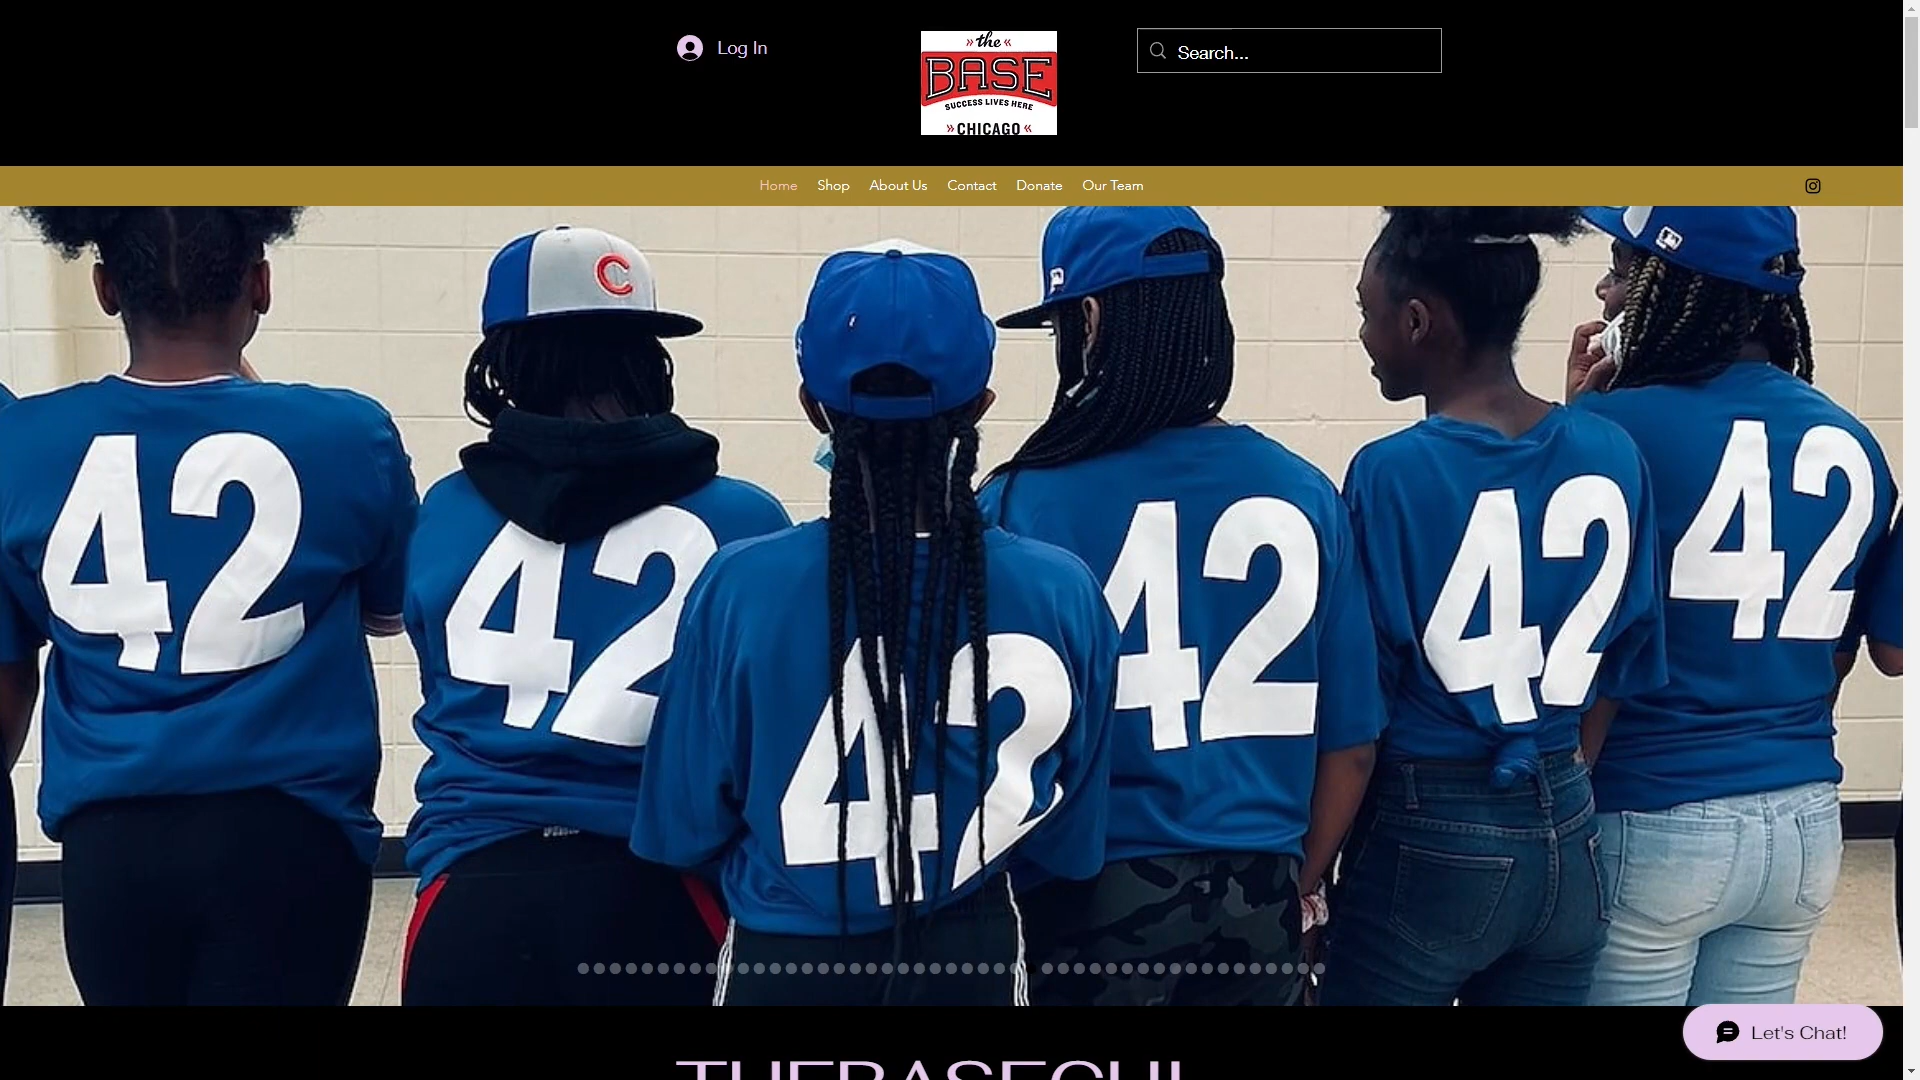 Log In
»the«
BASE
SUCCESS LIVES HERE
»CHICAGO«
Search...
Home
Shop
About Us
Contact
Donate
Our Team
C
42
42
42
42
42
42
Let's Chat!
THEBASECHI